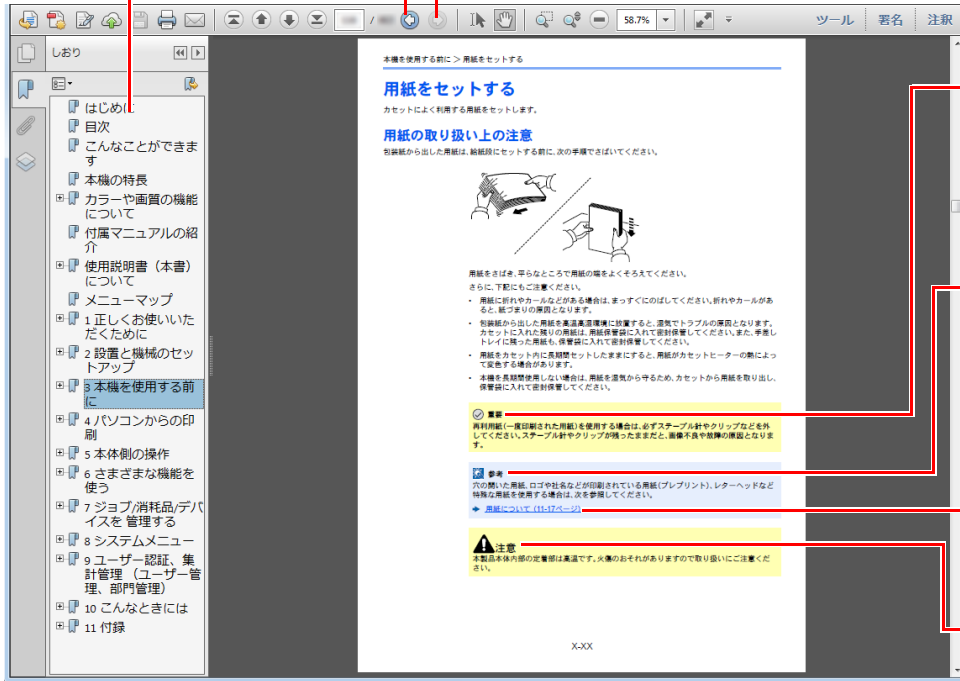 /
58.7%
ツール
署名
注釈
しおり
はじめに
目次
こんなことができま
す
本機の特長
カラーや画質の機能
について
付属マニュアルの紹
介
使用説明書（本書）
について
メニューマップ
1 正しくお使いいた
だくために
2 設置と機械のセッ
トアップ
3 本機を使用する前
に
4 パソコンからの印
刷
5 本体側の操作
6 さまざまな機能を
使う
7 ジョブ/消耗品/デバ
イスを 管理する
8 システムメニュー
9 ユーザー認証、集
計管理 （ユーザー管
理、部門管理）
10 こんなときには
11 付録
本機を使用する前に > 用紙をセットする
用紙をセットする
カセットによく利用する用紙をセットします。
用紙の取り扱い上の注意
包装紙から出した用紙は、給紙段にセットする前に、次の手順でさばいてください。
用紙をさばき、平らなところで用紙の端をよくそろえてください。
さらに、下記にもご注意ください。
• 用紙に折れやカールなどがある場合は、まっすぐにのばしてください。折れやカールがあ
ると、紙づまりの原因となります。
• 包装紙から出した用紙を高温高湿環境に放置すると、湿気でトラブルの原因となります。
カセットに入れた残りの用紙は、用紙保管袋に入れて密封保管してください。また、手差し
トレイに残った用紙も、保管袋に入れて密封保管してください。
• 用紙をカセット内に長期間セットしたままにすると、用紙がカセットヒーターの熱によっ
て変色する場合があります。
• 本機を長期間使用しない場合は、用紙を湿気から守るため、カセットから用紙を取り出し、
保管袋に入れて密封保管してください。
重要
再利用紙（一度印刷された用紙）を使用する場合は、必ずステープル針やクリップなどを外
してください。ステープル針やクリップが残ったままだと、画像不良や故障の原因となりま
す。
参考
穴の開いた用紙、ロゴや社名などが印刷されている用紙（プレプリント）、レターヘッドなど
特殊な用紙を使用する場合は、次を参照してください。
用紙について (11-17ページ)
注意
本製品本体内部の定着部は高温です。火傷のおそれがありますので取り扱いにご注意くだ
さい。
X-XX